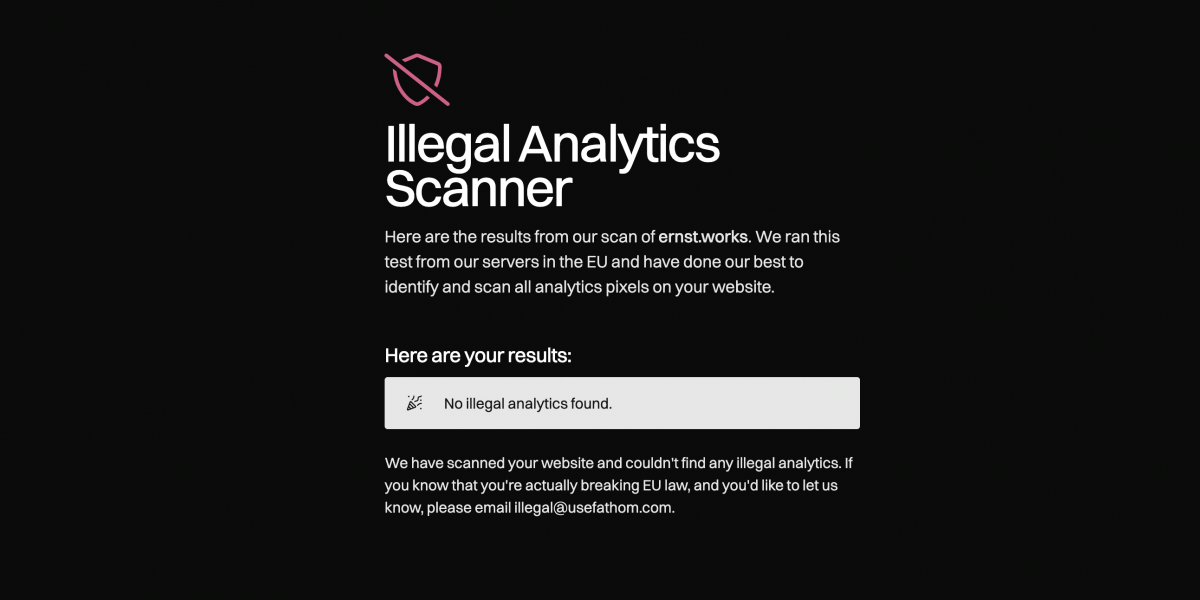 Illegal Analytics
Scanner
Here are the results from our scan of ernst.works. We ran this
test from our servers in the EU and have done our best to
identify and scan all analytics pixels on your website.
Here are your results:
No illegal analytics found.
We have scanned your website and couldn't find any illegal analytics. If
you know that you're actually breaking EU law, and you'd like to let us
know, please email illegal@usefathom.com.